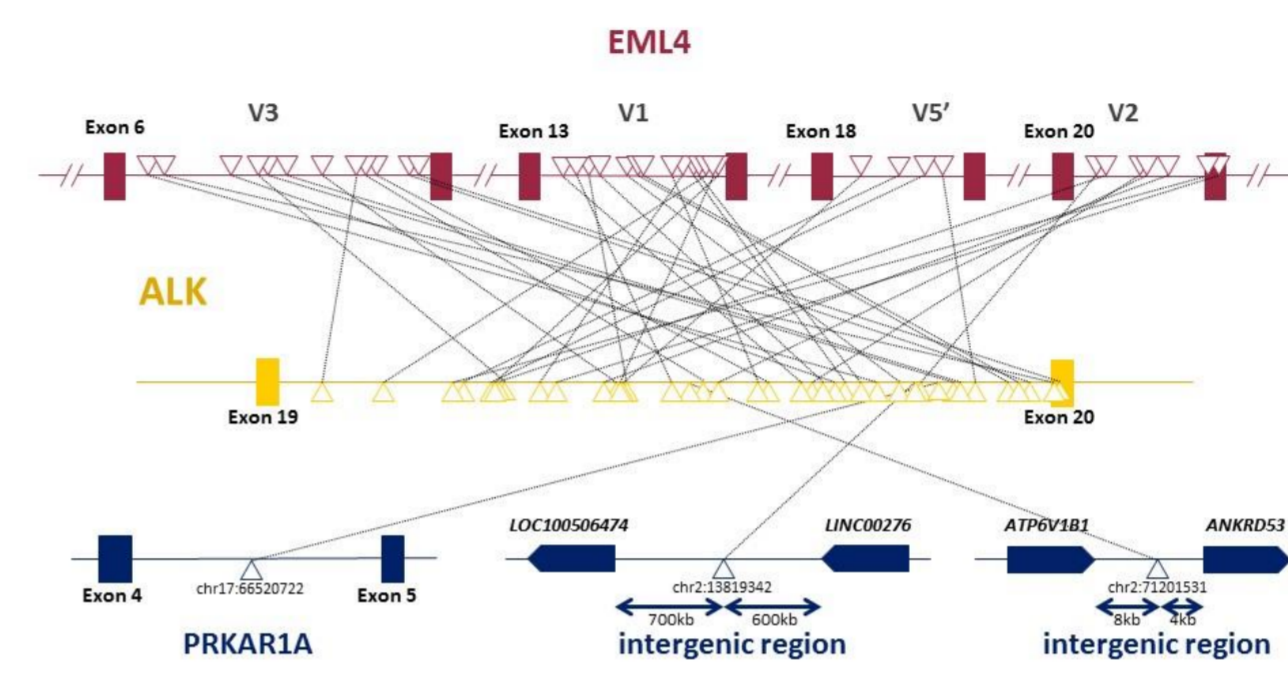 EML4
V3
V1
V5’
V2
Exon 6
Exon 13
Exon 18
Exon 20
ALK
Exon 19
Exon 20
LOC100506474
LINC00276
ATP6V1B1
ANKRD53
chr17:66520722
chr2:13819342
chr2:71201531
Exon 4
Exon 5
700kb
600kb
8kb
4kb
PRKAR1A
intergenic region
intergenic region